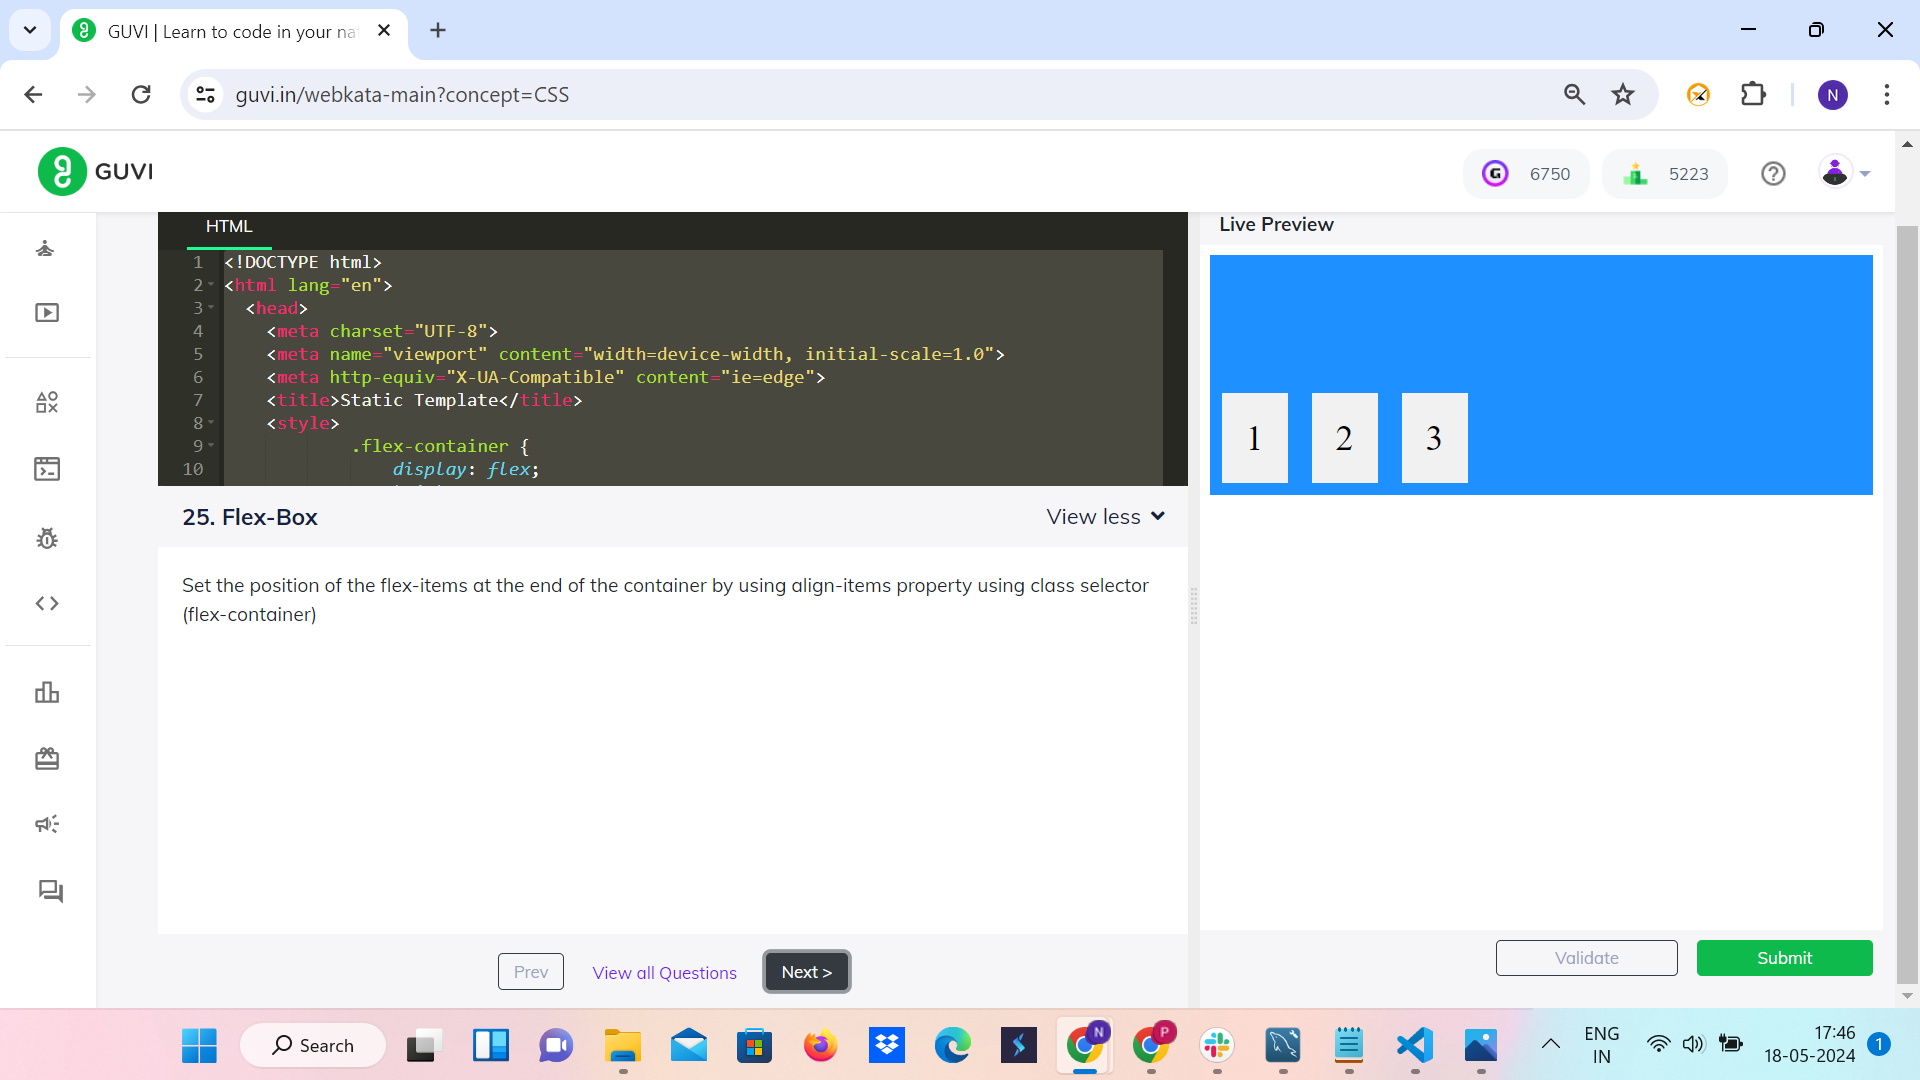 GUVI | Learn to code in your na
guvi.in/webkata-main?concept=CSS
N
GUVI
G
6750
5223
HTML
1 <!DOCTYPE html>
2 <html lang="en">
3 <head>
4 <meta charset="UTF-8">
5 <meta name="viewport" content="width=device-width, initial-scale=1.0">
6 <meta http-equiv="X-UA-Compatible" content="ie=edge">
7 <title>Static Template</title>
8 <style>
9 .flex-container {
10 display: flex;
Live Preview
1 2 3
25. Flex-Box
View less
Set the position of the flex-items at the end of the container by using align-items property using class selector
(flex-container)
Prev
View all Questions
Next >
Validate
Submit
Search
N
P
ENG
IN
17:46
18-05-2024
1